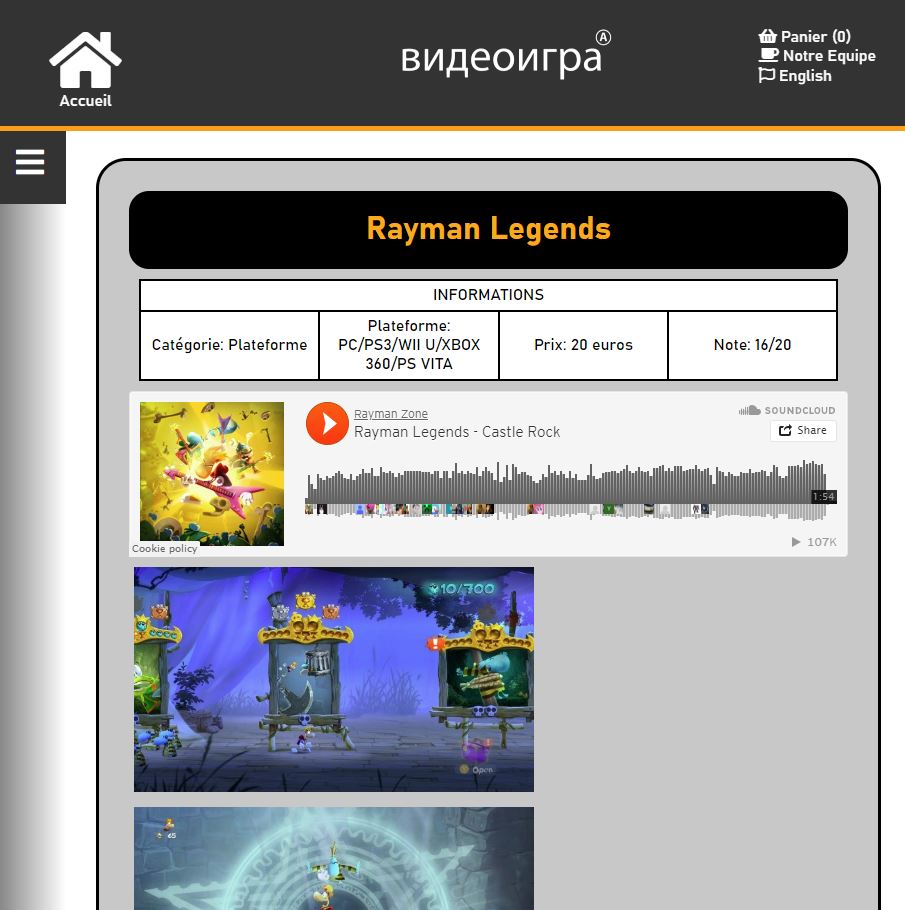 Accueil
видеоигра Ⓐ
Panier (0)
Notre Equipe
English
Rayman Legends
INFORMATIONS
Catégorie: Plateforme
Plateforme:
PC/PS3/WII U/XBOX
360/PS VITA
Prix: 20 euros
Note: 16/20
Rayman Zone
Rayman Legends - Castle Rock
SOUNDCLOUD
Share
1:54
107K
Cookie policy
10/700
Open
65